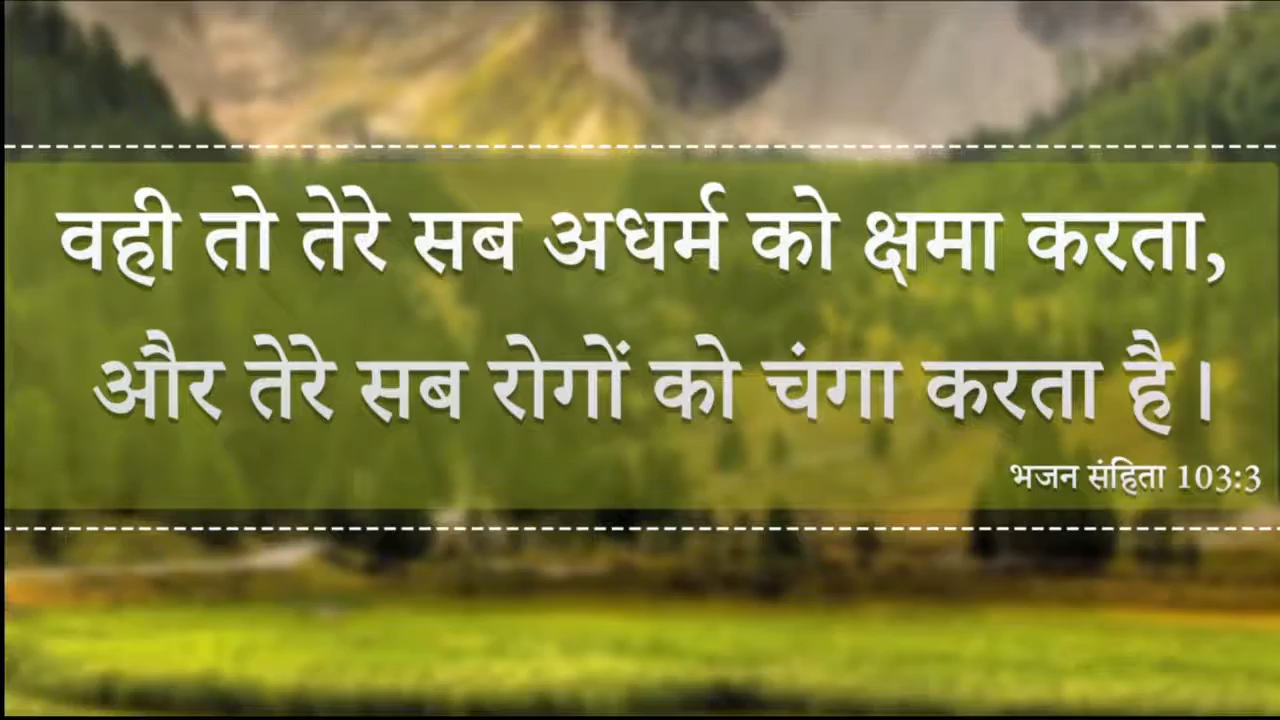 वही तो तेरे सब अधर्म को क्षमा करता,
और तेरे सब रोगों को चंगा करता है।
भजन संहिता 103:3